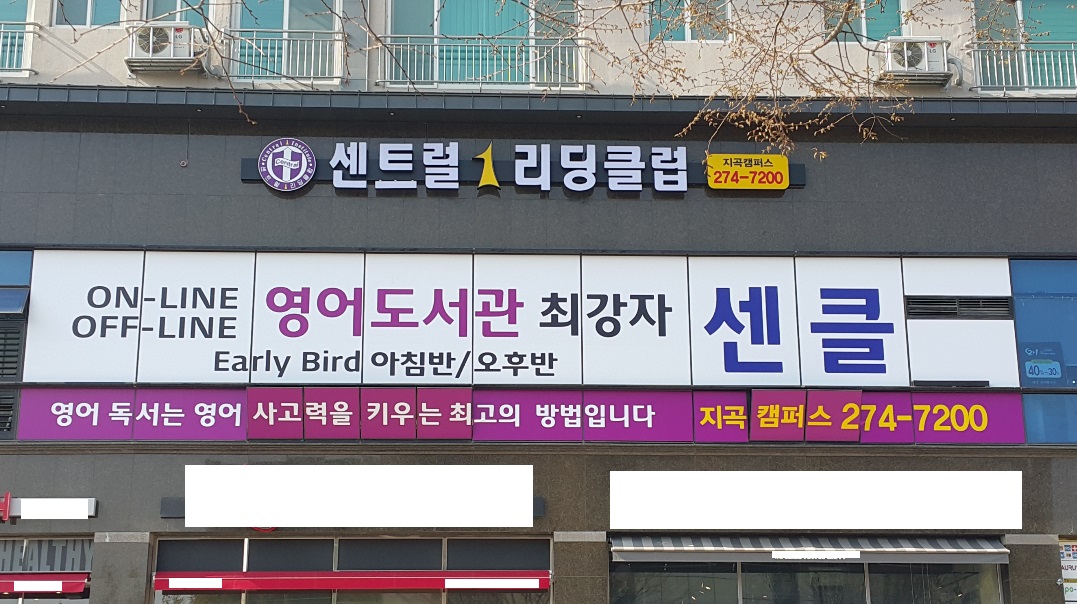 센트럴 1 리딩클럽
지곡캠퍼스
274-7200
Central
ON-LINE
OFF-LINE
영어도서관 최강자
센클
Early Bird 아침반/오후반
영어 독서는 영어 사고력을 키우는 최고의 방법입니다
지곡 캠퍼스 274-7200
HEALTHY